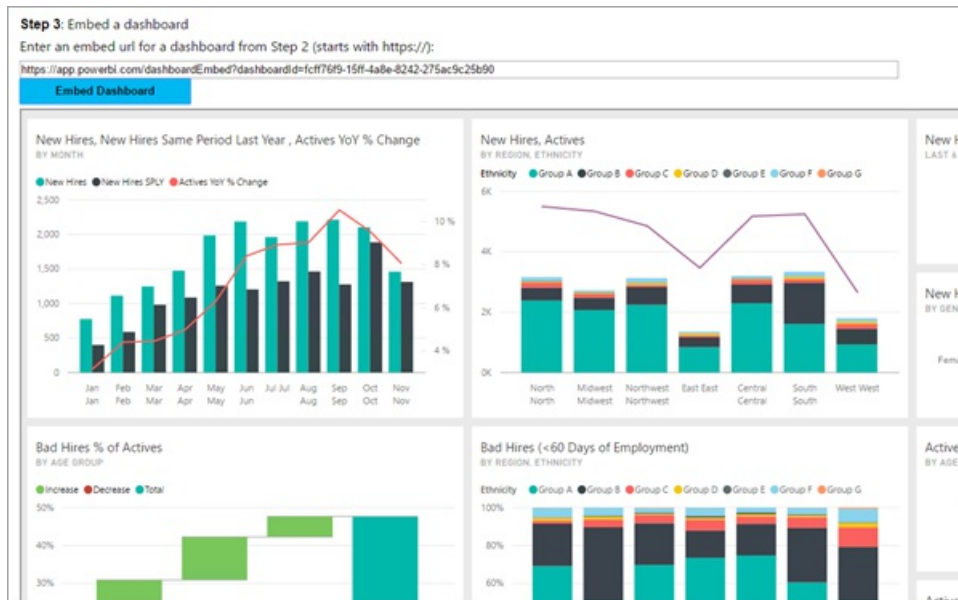 Step 3: Embed a dashboard
Enter an embed url for a dashboard from Step 2 (starts with https://):
https://app.powerbi.com/dashboardEmbed?dashboardId=fcff76f9-15ff-4a8e-8242-275ac9c25b90
Embed Dashboard
New Hires, New Hires Same Period Last Year , Actives YoY % Change
BY MONTH
New Hires New Hires SPLY Actives YoY % Change
2,500
2,000
1,500
1,000
500
0
10 %
8 %
6 %
4 %
Jan Feb Mar Apr May Jun Jul Jul Aug Sep Oct Nov
Jan Feb Mar Apr May Jun Aug Sep Oct Nov
New Hires, Actives
BY REGION, ETHNICITY
Ethnicity Group A Group B Group C Group D Group E Group F Group G
6K
4K
2K
0K
North Midwest Northwest East East Central South West West
North Midwest Northwest Central South
New H
LAST 6
New H
BY GEN
Fema
Bad Hires % of Actives
BY AGE GROUP
Increase Decrease Total
50%
40%
30%
Bad Hires (<60 Days of Employment)
BY REGION, ETHNICITY
Ethnicity Group A Group B Group C Group D Group E Group F Group G
100%
80%
60%
Active
BY AGE